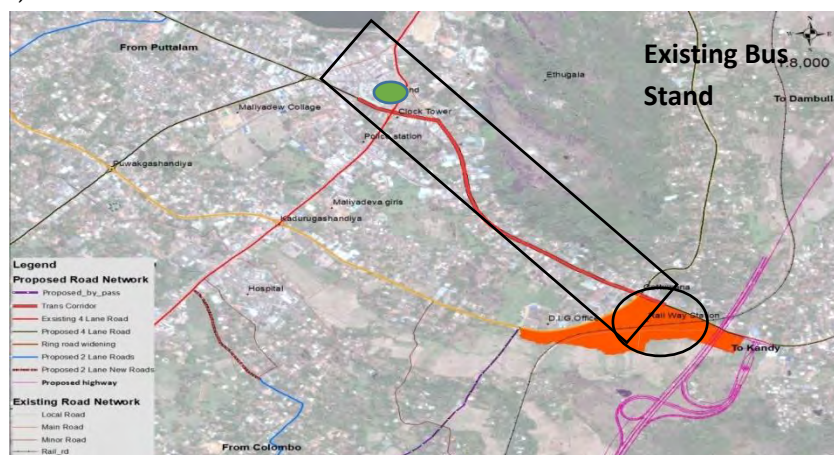 From Puttalam
Existing Bus
1:8,000
Stand
Ethugala
To Dambull
nd
Maliyadew Collage
Clock Tower
Police station
Puwakgashandiya
Maliyadeva girls
Kadurugashandiya
Hospital
D.I.G.Office
Rail Way Station
To Kandy
From Colombo
Legend
Proposed Road Network
Proposed_by_pass
Trans Corridor
Exsisting 4 Lane Road
Proposed 4 Lane Road
Ring road widening
Proposed 2 Lane Roads
Proposed 2 Lane New Roads
Proposed highway
Existing Road Network
Local Road
Main Road
Minor Road
Rail_rd